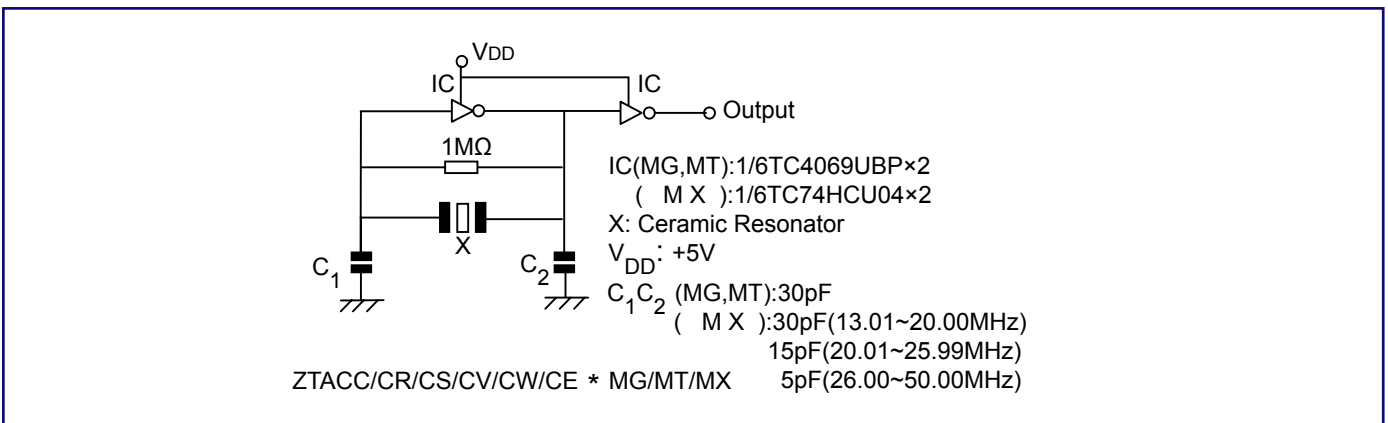 VDD
IC
IC
Output
1MΩ
X
C1
C2
IC(MG,MT):1/6TC4069UBP×2
( M X ):1/6TC74HCU04×2
X: Ceramic Resonator
VDD: +5V
C1C2 (MG,MT):30pF
( M X ):30pF(13.01~20.00MHz)
15pF(20.01~25.99MHz)
5pF(26.00~50.00MHz)
ZTACC/CR/CS/CV/CW/CE * MG/MT/MX